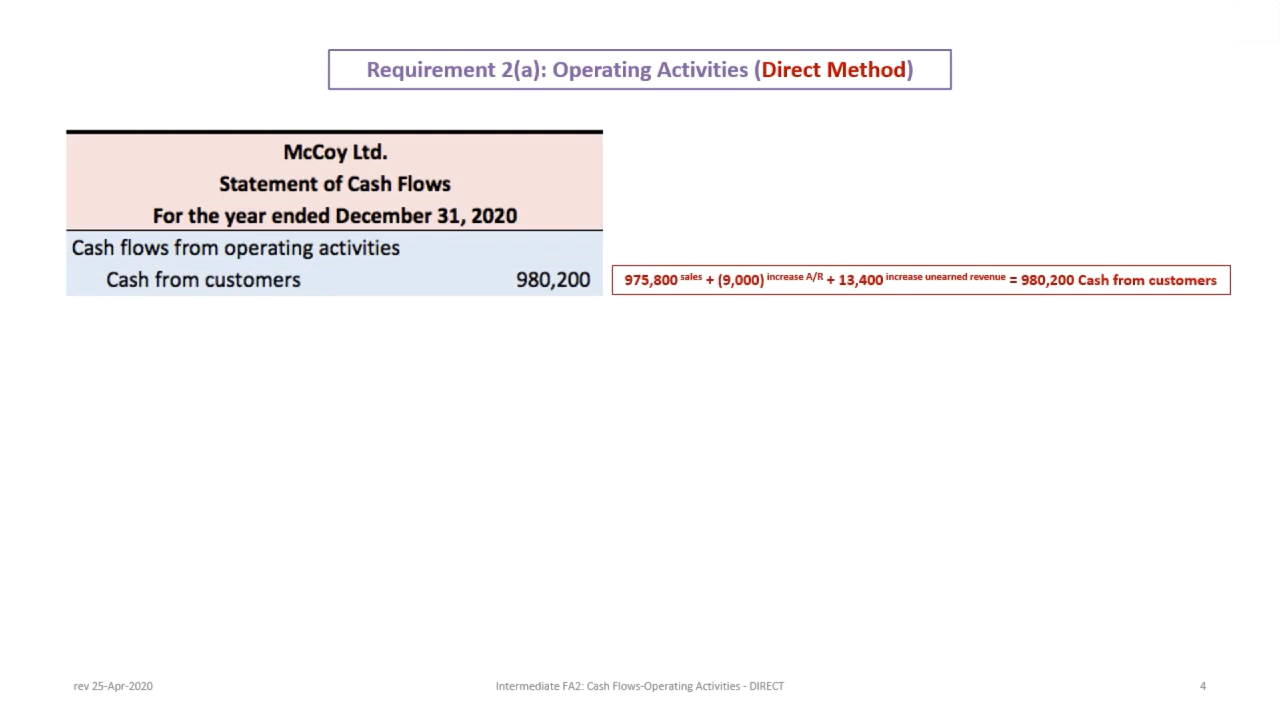 Requirement 2(a): Operating Activities (Direct Method)
McCoy Ltd.
Statement of Cash Flows
For the year ended December 31, 2020
Cash flows from operating activities
Cash from customers 980,200
975,800 sales + (9,000) increase A/R + 13,400 increase unearned revenue = 980,200 Cash from customers
rev 25-Apr-2020 Intermediate FA2: Cash Flows-Operating Activities - DIRECT 4